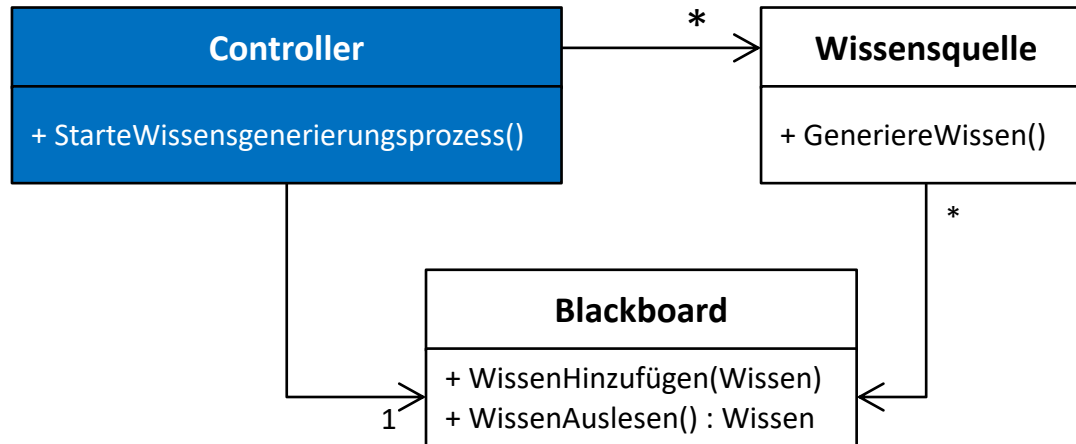 Controller
+ StarteWissensgenerierungsprozess()
*
Wissensquelle
+ GeneriereWissen()
*
Blackboard
+ WissenHinzufügen(Wissen)
+ WissenAuslesen() : Wissen
1